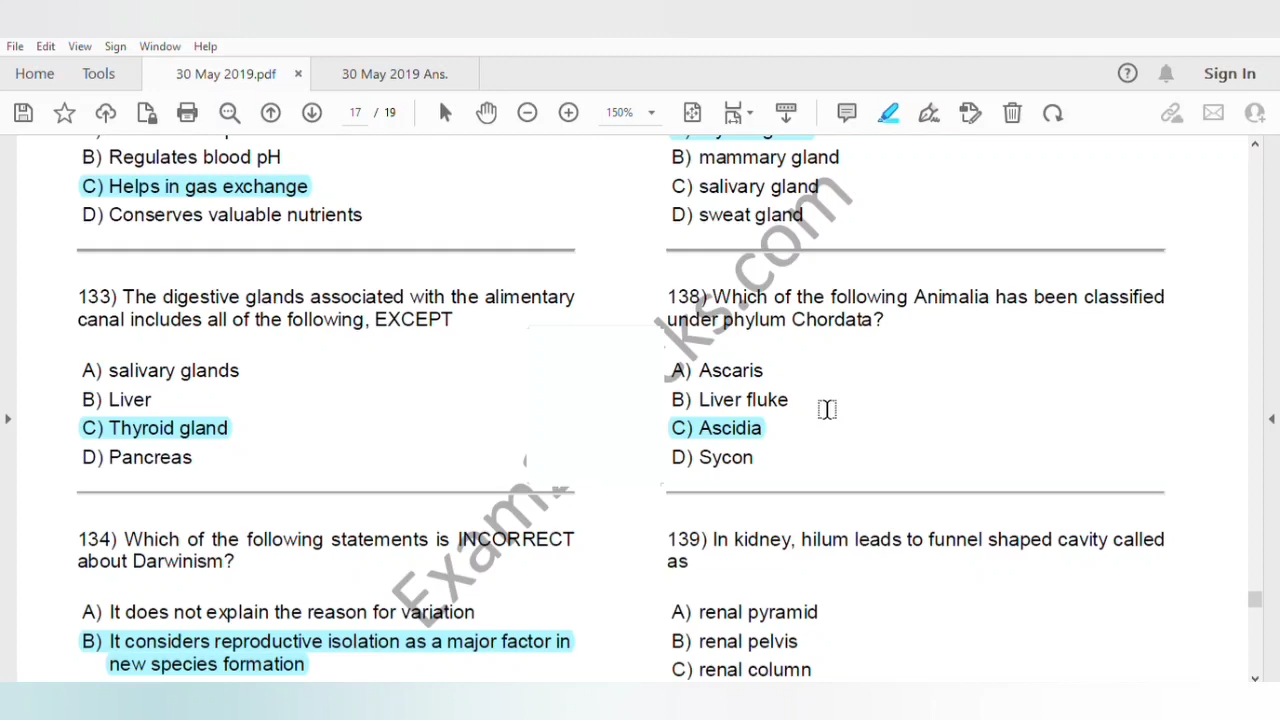 File Edit View Sign Window Help
Home Tools 30 May 2019.pdf × 30 May 2019 Ans. Sign In
17 / 19 150%
B) Regulates blood pH
C) Helps in gas exchange
D) Conserves valuable nutrients
133) The digestive glands associated with the alimentary
canal includes all of the following, EXCEPT
A) salivary glands
B) Liver
C) Thyroid gland
D) Pancreas
134) Which of the following statements is INCORRECT
about Darwinism?
A) It does not explain the reason for variation
B) It considers reproductive isolation as a major factor in
new species formation
B) mammary gland
C) salivary gland
D) sweat gland
138) Which of the following Animalia has been classified
under phylum Chordata?
A) Ascaris
B) Liver fluke
C) Ascidia
D) Sycon
139) In kidney, hilum leads to funnel shaped cavity called
as
A) renal pyramid
B) renal pelvis
C) renal column